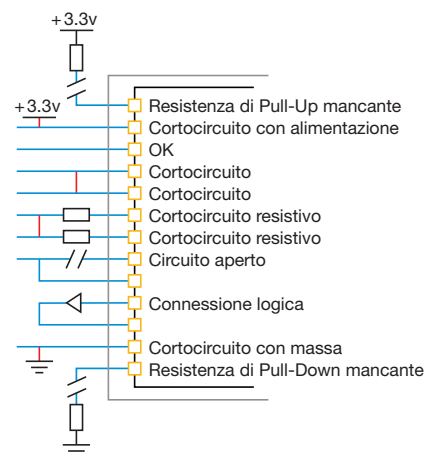 +3.3v
Resistenza di Pull-Up mancante
+3.3v
Cortocircuito con alimentazione
OK
Cortocircuito
Cortocircuito
Cortocircuito resistivo
Cortocircuito resistivo
Circuito aperto
Connessione logica
Cortocircuito con massa
Resistenza di Pull-Down mancante